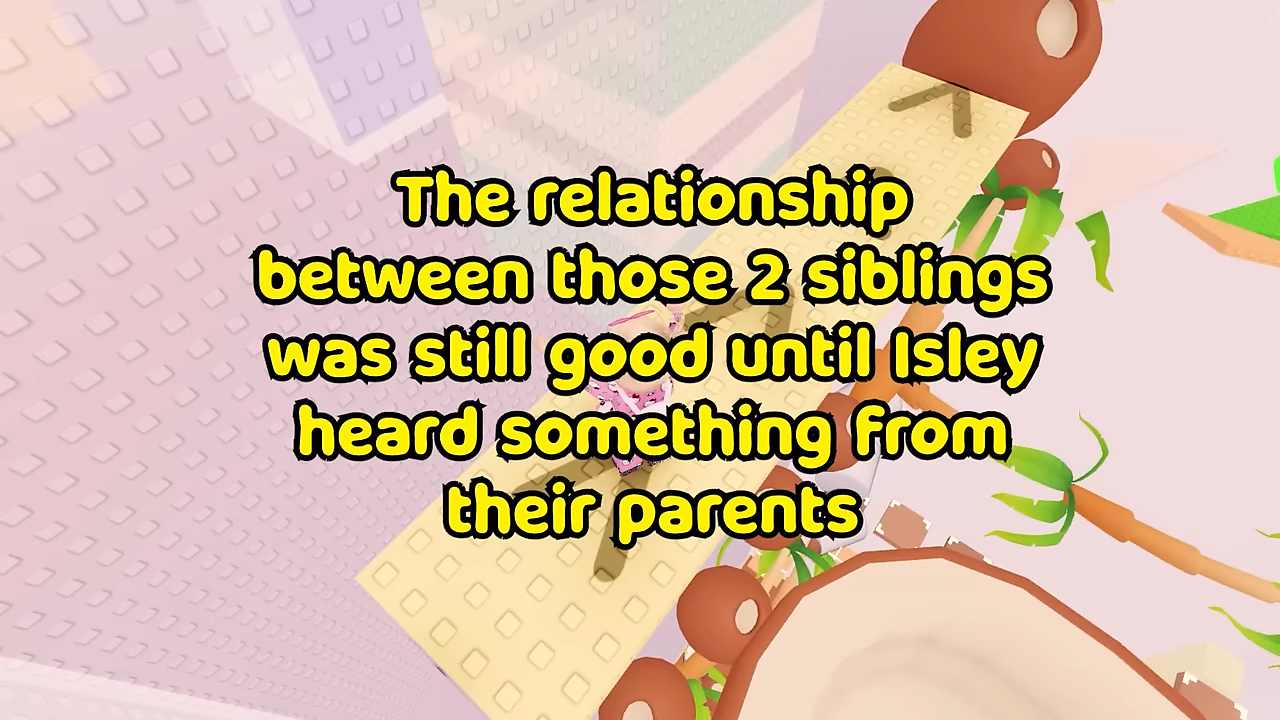 The relationship
between those 2 siblings
was still good until Isley
heard something from
their parents